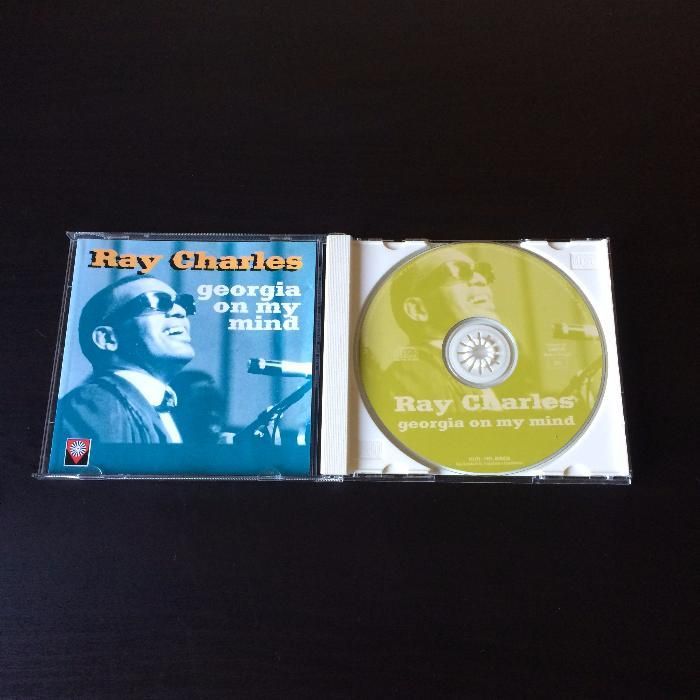 Ray Charles
georgia
on my
mind
Ray Charles
georgia on my mind